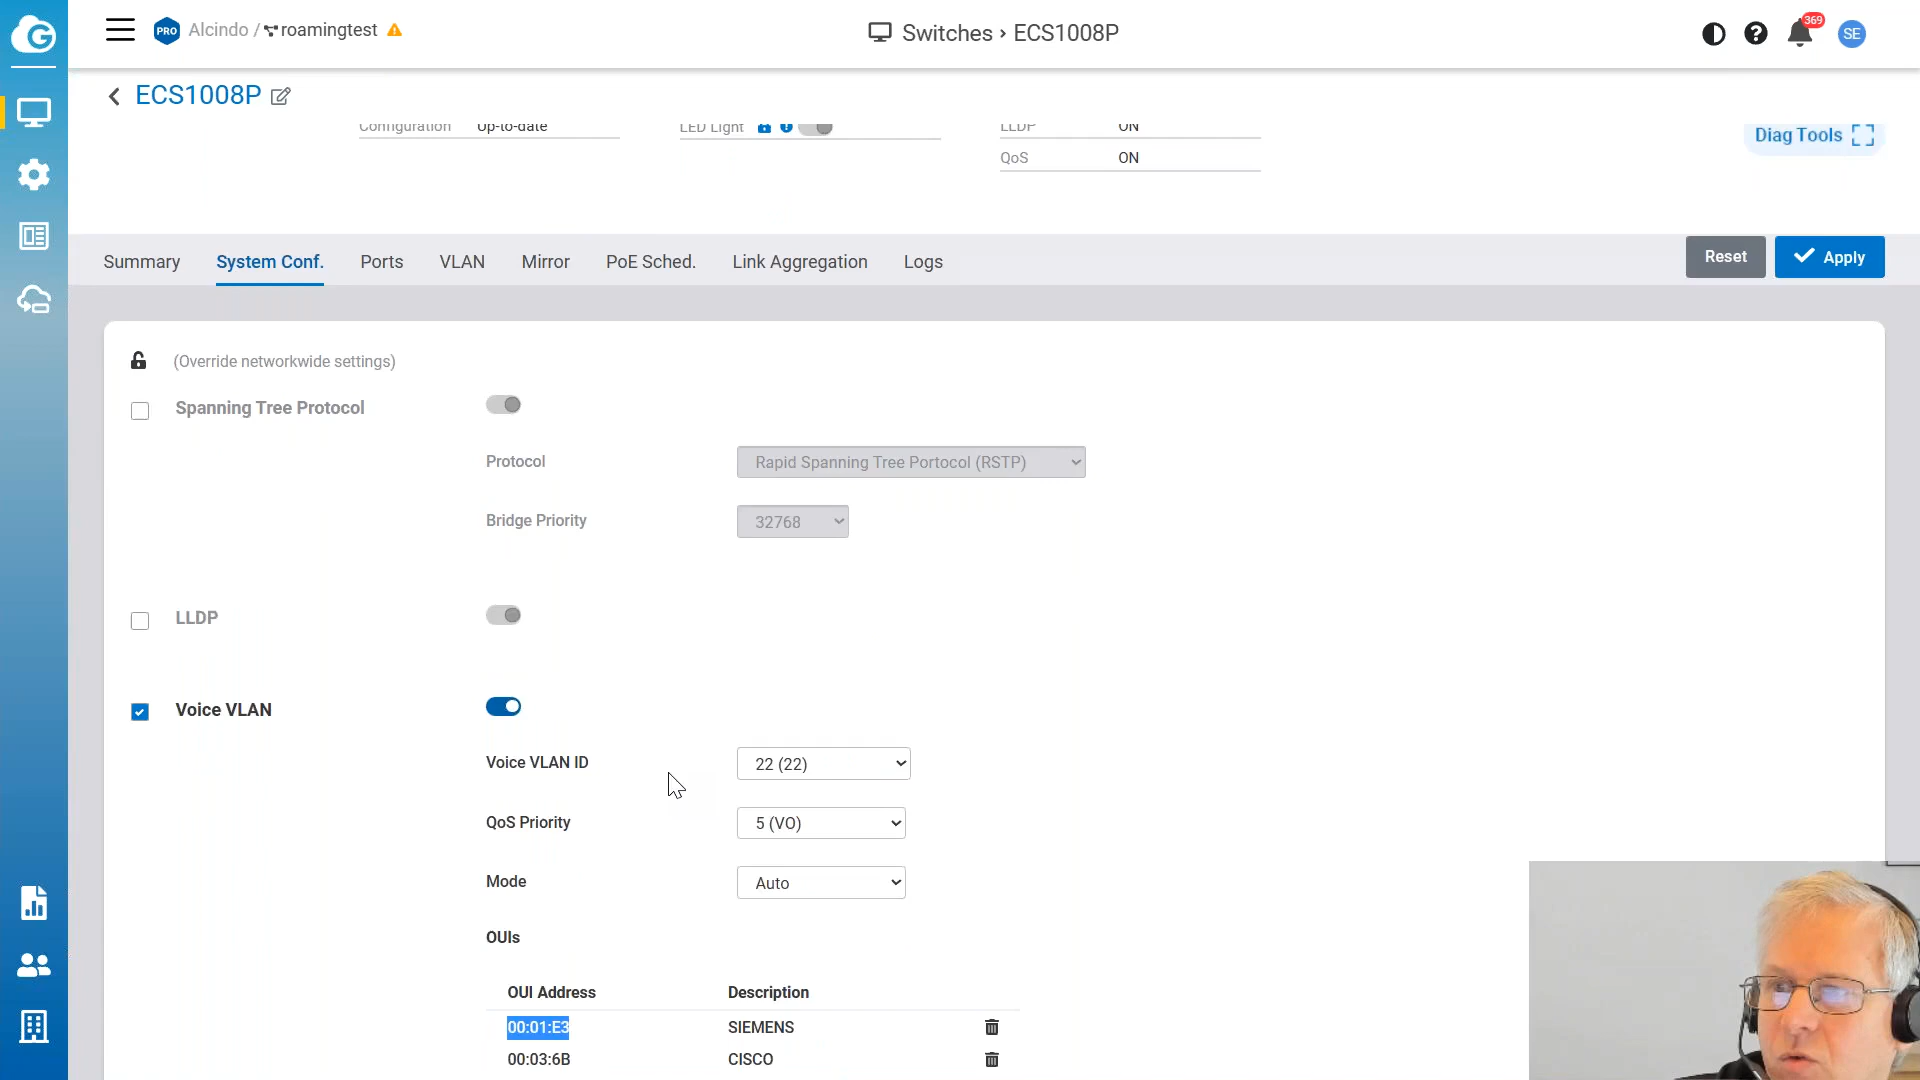 PRO Alcindo / roamingtest
Switches › ECS1008P
369
SE
ECS1008P
Configuration Up-to-date
LED Light
LLDP ON
QoS ON
Diag Tools
Summary System Conf. Ports VLAN Mirror PoE Sched. Link Aggregation Logs
Reset Apply
(Override networkwide settings)
Spanning Tree Protocol
Protocol Rapid Spanning Tree Portocol (RSTP)
Bridge Priority 32768
LLDP
Voice VLAN
Voice VLAN ID 22 (22)
QoS Priority 5 (VO)
Mode Auto
OUIs
OUI Address Description
00:01:E3 SIEMENS
00:03:6B CISCO